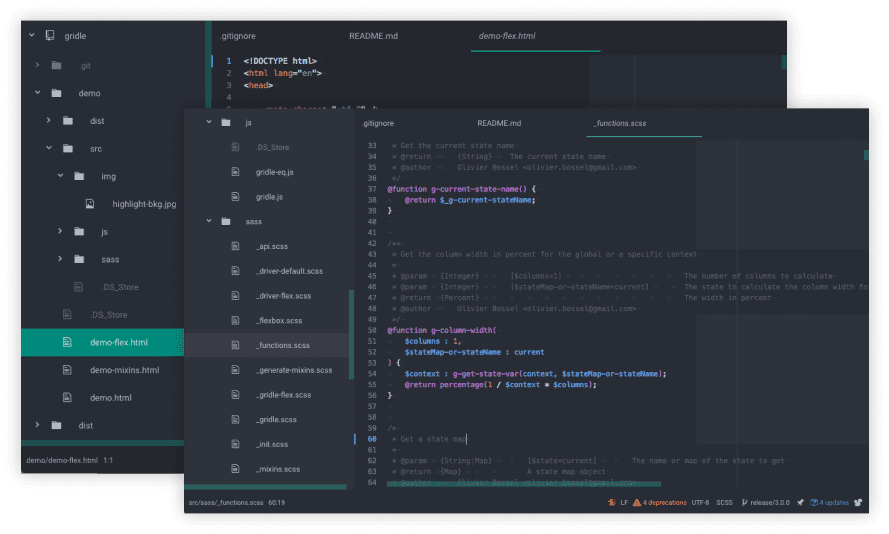 gridle
.git
demo
dist
src
img
highlight-bkg.jpg
js
sass
.DS_Store
.DS_Store
demo-flex.html
demo-mixins.html
demo.html
dist
demo/demo-flex.html 1:1
.gitignore README.md demo-flex.html
1 <!DOCTYPE html>
2 <html lang="en">
3 <head>
4
js
.DS_Store
gridle-eq.js
gridle.js
sass
_api.scss
_driver-default.scss
_driver-flex.scss
_flexbox.scss
_functions.scss
_generate-mixins.scss
_gridle-flex.scss
_gridle.scss
_init.scss
_mixins.scss
.gitignore README.md _functions.scss
33 * Get the current state name
34 * @return {String} The current state name
35 * @author Olivier Bossel <olivier.bossel@gmail.com>
36 */
37 @function g-current-state-name() {
38 @return $_g-current-stateName;
39 }
40
41
42 /**
43 * Get the column width in percent for the global or a specific context
44 *
45 * @param {Integer} [$columns=1] The number of columns to calculate
46 * @param {Integer} [$stateMap-or-stateName=current] The state to calculate the column width fo
47 * @return {Percent} The width in percent
48 * @author Olivier Bossel <olivier.bossel@gmail.com>
49 */
50 @function g-column-width(
51 $columns : 1,
52 $stateMap-or-stateName : current
53 ) {
54 $context : g-get-state-var(context, $stateMap-or-stateName);
55 @return percentage(1 / $context * $columns);
56 }
57
58
59 /*
60 * Get a state map
61 *
62 * @param {String|Map} [$state=current] The name or map of the state to get
63 * @return {Map} A state map object
64 * @author Olivier Bossel <olivier.bossel@gmail.com>
src/sass/_functions.scss 60:19 LF 4 deprecations UTF-8 SCSS release/3.0.0 4 updates